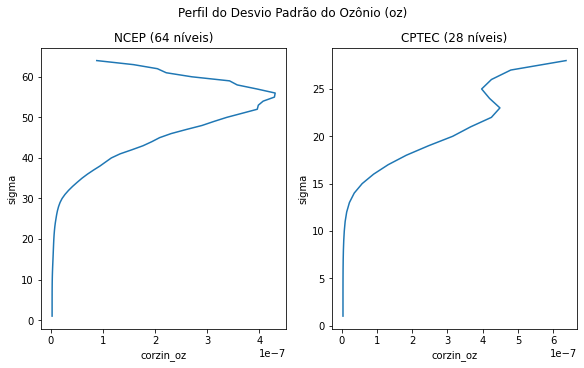 Perfil do Desvio Padrão do Ozônio (oz)
NCEP (64 níveis)
CPTEC (28 níveis)
60
50
40
30
20
10
0
sigma
0
1
2
3
4
1e−7
corzin_oz
25
20
15
10
5
0
sigma
0
1
2
3
4
5
6
1e−7
corzin_oz